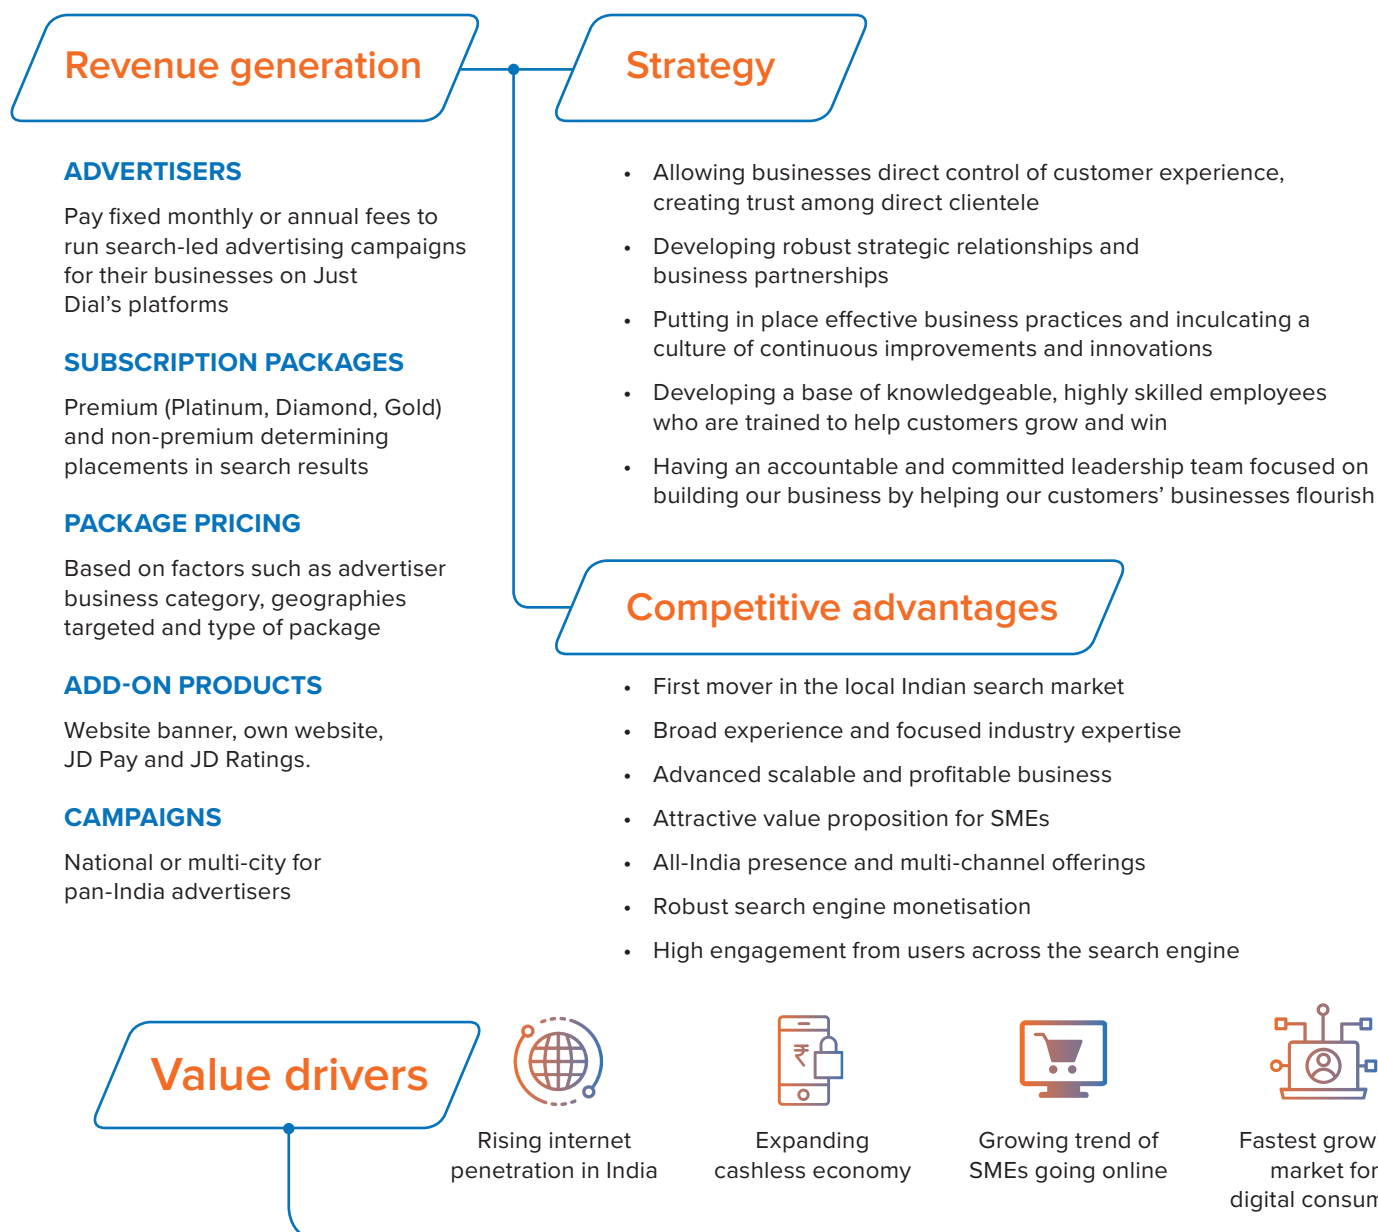 Revenue generation
ADVERTISERS
Pay fixed monthly or annual fees to
run search-led advertising campaigns
for their businesses on Just
Dial’s platforms
SUBSCRIPTION PACKAGES
Premium (Platinum, Diamond, Gold)
and non-premium determining
placements in search results
PACKAGE PRICING
Based on factors such as advertiser
business category, geographies
targeted and type of package
ADD-ON PRODUCTS
Website banner, own website,
JD Pay and JD Ratings.
CAMPAIGNS
National or multi-city for
pan-India advertisers
Strategy
• Allowing businesses direct control of customer experience,
creating trust among direct clientele
• Developing robust strategic relationships and
business partnerships
• Putting in place effective business practices and inculcating a
culture of continuous improvements and innovations
• Developing a base of knowledgeable, highly skilled employees
who are trained to help customers grow and win
• Having an accountable and committed leadership team focused on
building our business by helping our customers’ businesses flourish
Competitive advantages
• First mover in the local Indian search market
• Broad experience and focused industry expertise
• Advanced scalable and profitable business
• Attractive value proposition for SMEs
• All-India presence and multi-channel offerings
• Robust search engine monetisation
• High engagement from users across the search engine
Value drivers
Rising internet
penetration in India
₹
Expanding
cashless economy
Growing trend of
SMEs going online
Fastest
market for
digital